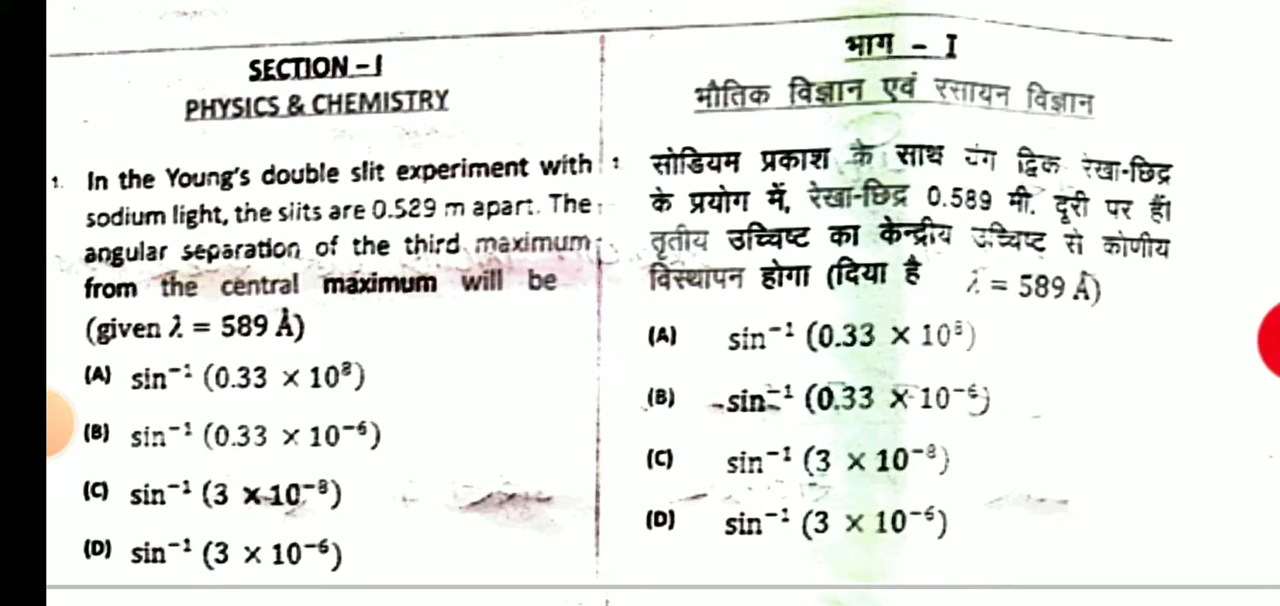 SECTION – I
PHYSICS & CHEMISTRY
1. In the Young's double slit experiment with
sodium light, the slits are 0.529 m apart. The
angular separation of the third maximum
from the central maximum will be
(given λ = 589 Å)
(A) sin⁻¹ (0.33 × 10⁸)
(B) sin⁻¹ (0.33 × 10⁻⁶)
(C) sin⁻¹ (3 × 10⁻⁸)
(D) sin⁻¹ (3 × 10⁻⁶)
भाग – I
भौतिक विज्ञान एवं रसायन विज्ञान
1 सोडियम प्रकाश के साथ यंग द्विक रेखा-छिद्र
के प्रयोग में, रेखा-छिद्र 0.589 मी. दूरी पर हैं।
तृतीय उच्चिष्ट का केन्द्रीय उच्चिष्ट से कोणीय
विस्थापन होगा (दिया है λ = 589 Å)
(A) sin⁻¹ (0.33 × 10⁸)
(B) sin⁻¹ (0.33 × 10⁻⁶)
(C) sin⁻¹ (3 × 10⁻⁸)
(D) sin⁻¹ (3 × 10⁻⁶)